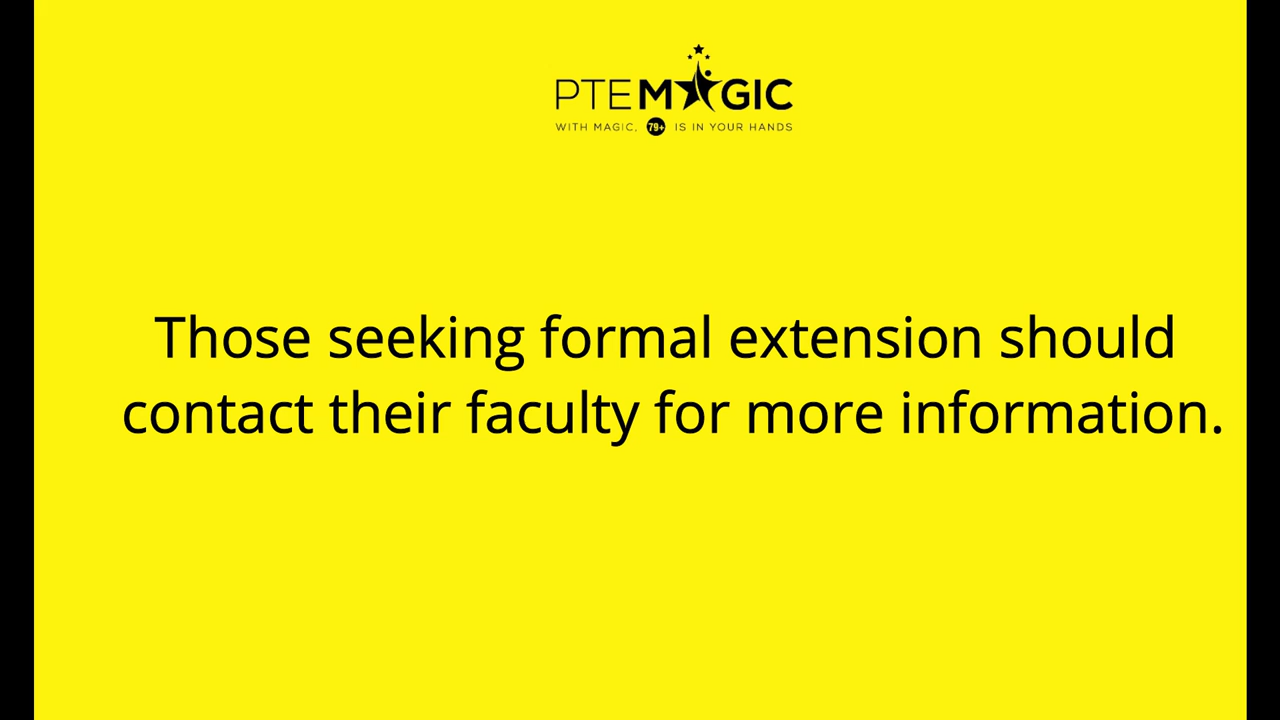 PTEMAGIC
WITH MAGIC, 79+ IS IN YOUR HANDS
Those seeking formal extension should
contact their faculty for more information.